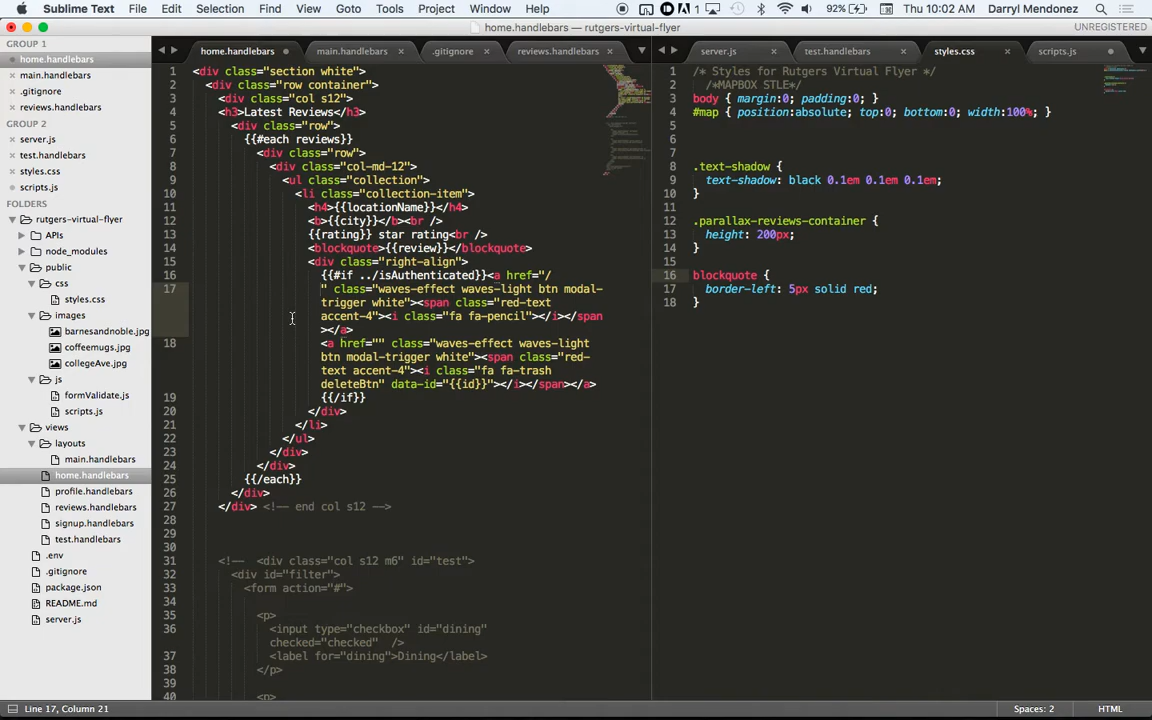 Sublime Text File Edit Selection Find View Goto Tools Project Window Help 1 92% Thu 10:02 AM Darryl Mendonez
home.handlebars — rutgers-virtual-flyer UNREGISTERED
GROUP 1
home.handlebars
main.handlebars
.gitignore
reviews.handlebars
GROUP 2
server.js
test.handlebars
styles.css
scripts.js
FOLDERS
rutgers-virtual-flyer
APIs
node_modules
public
css
styles.css
images
barnesandnoble.jpg
coffeemugs.jpg
collegeAve.jpg
js
formValidate.js
scripts.js
views
layouts
main.handlebars
home.handlebars
profile.handlebars
reviews.handlebars
signup.handlebars
test.handlebars
.env
.gitignore
package.json
README.md
server.js
home.handlebars main.handlebars .gitignore reviews.handlebars
1 <div class="section white">
2 <div class="row container">
3 <div class="col s12">
4 <h3>Latest Reviews</h3>
5 <div class="row">
6 {{#each reviews}}
7 <div class="row">
8 <div class="col-md-12">
9 <ul class="collection">
10 <li class="collection-item">
11 <h4>{{locationName}}</h4>
12 <b>{{city}}</b><br />
13 {{rating}} star rating<br />
14 <blockquote>{{review}}</blockquote>
15 <div class="right-align">
16 {{#if ../isAuthenticated}}<a href="/
17 " class="waves-effect waves-light btn modal-
trigger white"><span class="red-text
accent-4"><i class="fa fa-pencil"></i></span
></a>
18 <a href="" class="waves-effect waves-light
btn modal-trigger white"><span class="red-
text accent-4"><i class="fa fa-trash
deleteBtn" data-id="{{id}}"></i></span></a>
19 {{/if}}
20 </div>
21 </li>
22 </ul>
23 </div>
24 </div>
25 {{/each}}
26 </div>
27 </div> <!-- end col s12 -->
28
29
30
31 <!-- <div class="col s12 m6" id="test">
32 <div id="filter">
33 <form action="#">
34
35 <p>
36 <input type="checkbox" id="dining"
checked="checked" />
37 <label for="dining">Dining</label>
38 </p>
39
40 <p>
server.js test.handlebars styles.css scripts.js
1 /* Styles for Rutgers Virtual Flyer */
2 /*MAPBOX STLE*/
3 body { margin:0; padding:0; }
4 #map { position:absolute; top:0; bottom:0; width:100%; }
5
6
7
8 .text-shadow {
9 text-shadow: black 0.1em 0.1em 0.1em;
10 }
11
12 .parallax-reviews-container {
13 height: 200px;
14 }
15
16 blockquote {
17 border-left: 5px solid red;
18 }
Line 17, Column 21 Spaces: 2 HTML